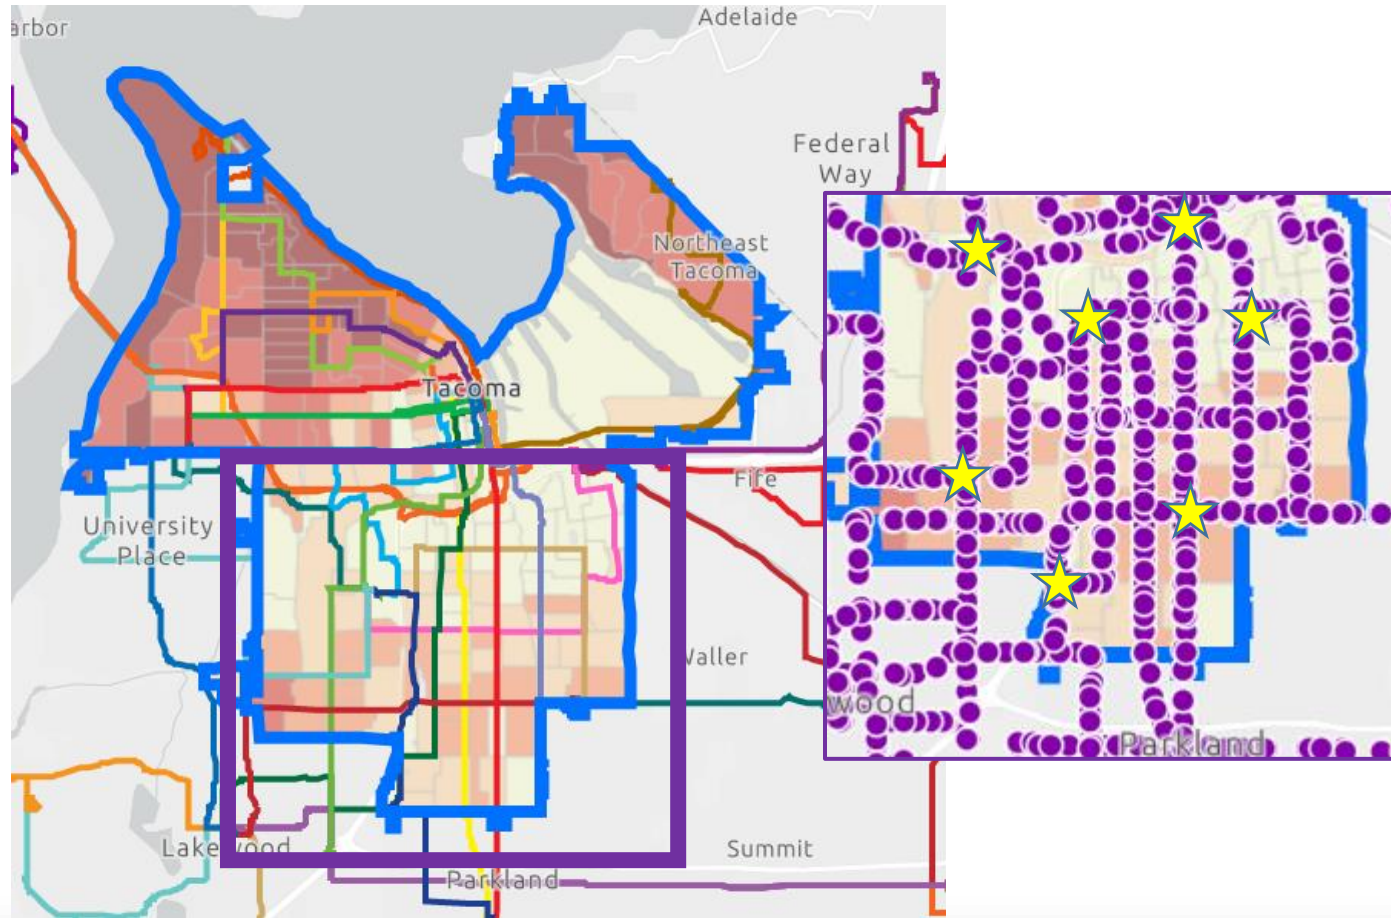 arbor
Adelaide
Federal
Way
Northeast
Tacoma
Tacoma
Fife
University
Place
Waller
wood
Parkland
Lakewood
Summit
Parkland